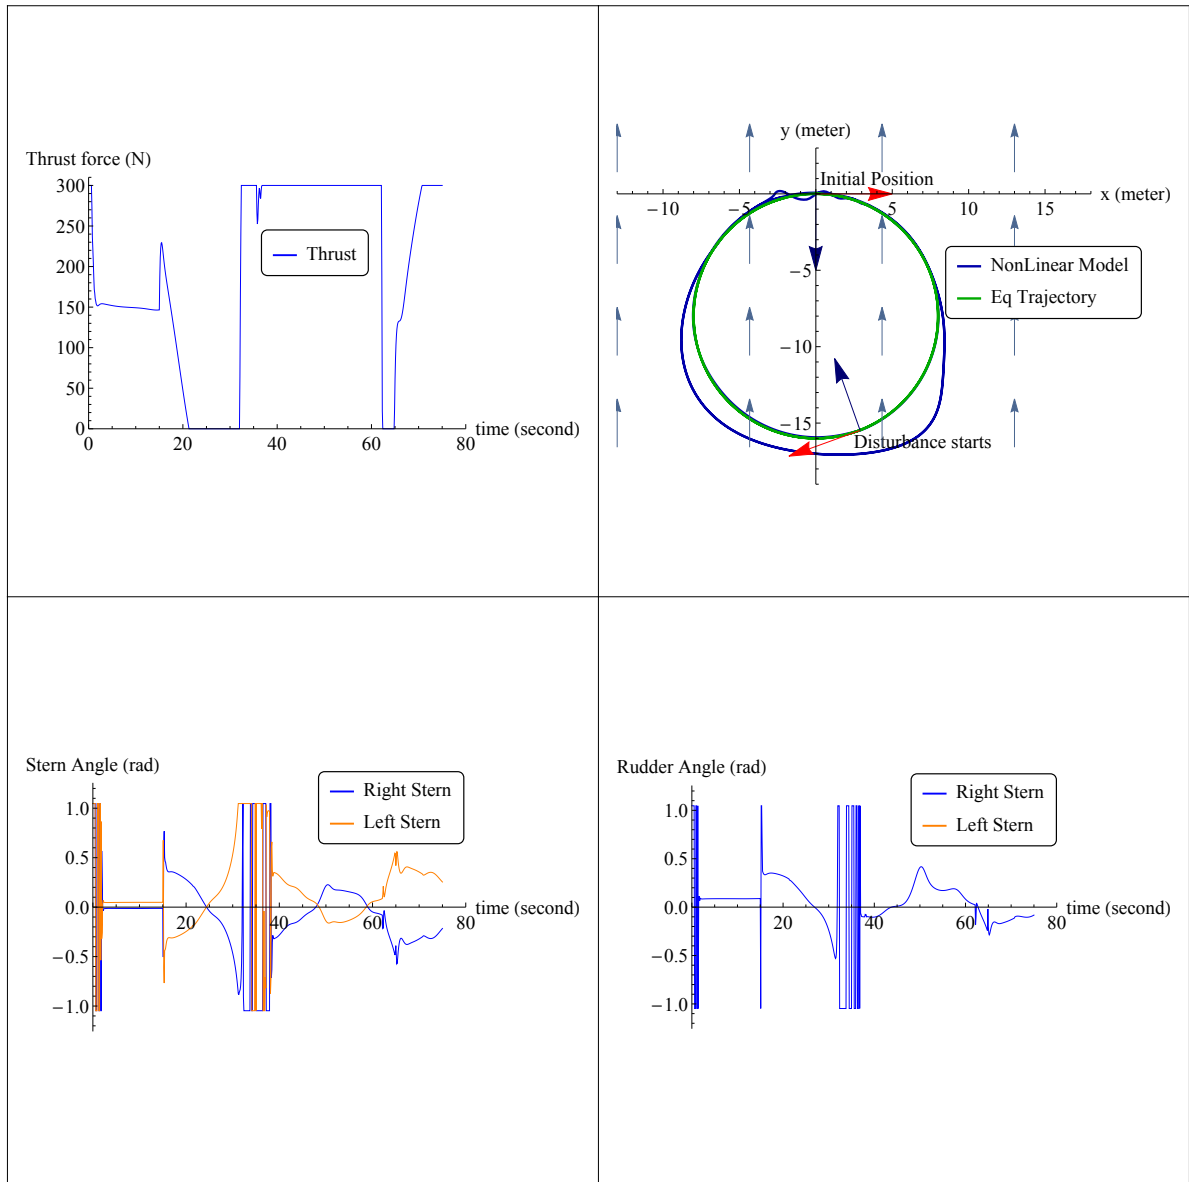 Thrust force (N)
300
250
200
150
100
50
0
0 20 40 60 80
time (second)
Thrust
y (meter)
Initial Position
x (meter)
−10 −5 5 10 15
−5
−10
−15
NonLinear Model
Eq Trajectory
Disturbance starts
Stern Angle (rad)
1.0
0.5
0.0
−0.5
−1.0
20 40 60 80
time (second)
Right Stern
Left Stern
Rudder Angle (rad)
1.0
0.5
0.0
−0.5
−1.0
20 40 60 80
time (second)
Right Stern
Left Stern